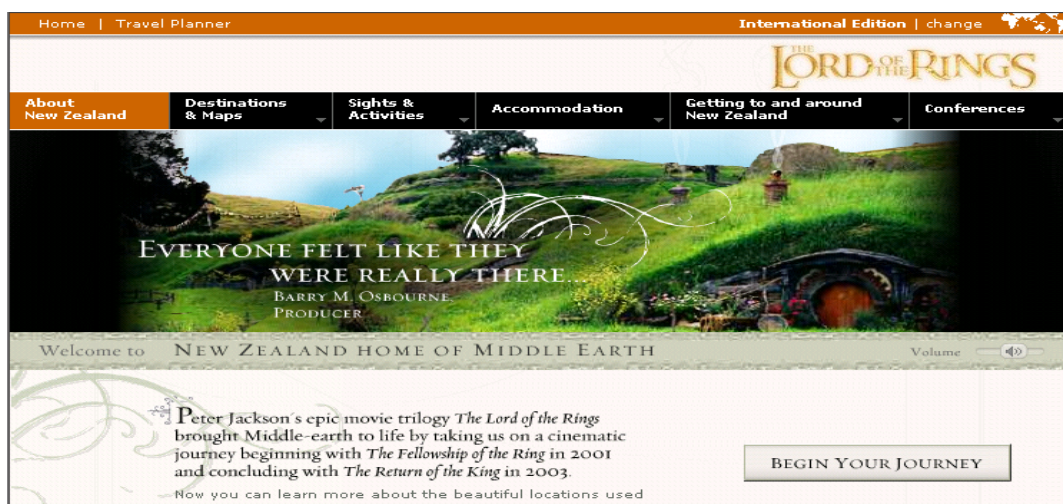 Home | Travel Planner
International Edition | change
THE LORD OF THE RINGS
About
New Zealand
Destinations
& Maps
Sights &
Activities
Accommodation
Getting to and around
New Zealand
Conferences
EVERYONE FELT LIKE THEY
WERE REALLY THERE...
BARRY M. OSBOURNE,
PRODUCER
Welcome to NEW ZEALAND HOME OF MIDDLE EARTH
Volume
Peter Jackson's epic movie trilogy The Lord of the Rings
brought Middle-earth to life by taking us on a cinematic
journey beginning with The Fellowship of the Ring in 2001
and concluding with The Return of the King in 2003.
BEGIN YOUR JOURNEY
Now you can learn more about the beautiful locations used